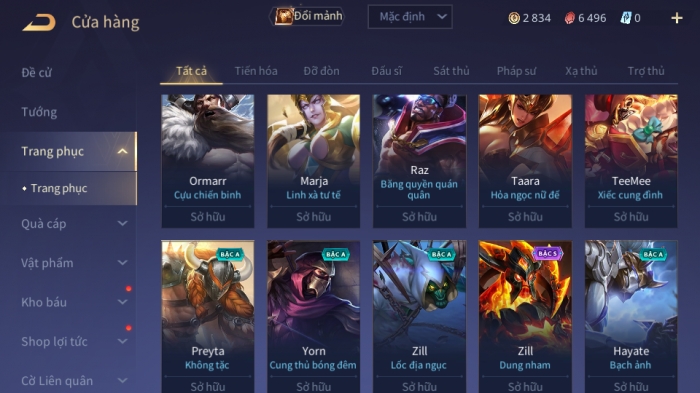 Cửa hàng
Đổi mảnh
Mặc định
2 834
6 496
0
Đề cử
Tướng
Trang phục
Trang phục
Quà cáp
Vật phẩm
Kho báu
Shop lợi tức
Cờ Liên quân
Tất cả
Tiến hóa
Đỡ đòn
Đấu sĩ
Sát thủ
Pháp sư
Xạ thủ
Trợ thủ
Ormarr
Cựu chiến binh
Sở hữu
Marja
Linh xà tư tế
Sở hữu
Raz
Băng quyền quán
quân
Sở hữu
Taara
Hỏa ngọc nữ đế
Sở hữu
TeeMee
Xiếc cung đình
Sở hữu
Preyta
Không tặc
Sở hữu
BẬC A
Yorn
Cung thủ bóng đêm
Sở hữu
BẬC A
Zill
Lốc địa ngục
Sở hữu
BẬC A
Zill
Dung nham
Sở hữu
BẬC S
Hayate
Bạch ảnh
Sở hữu
BẬC A